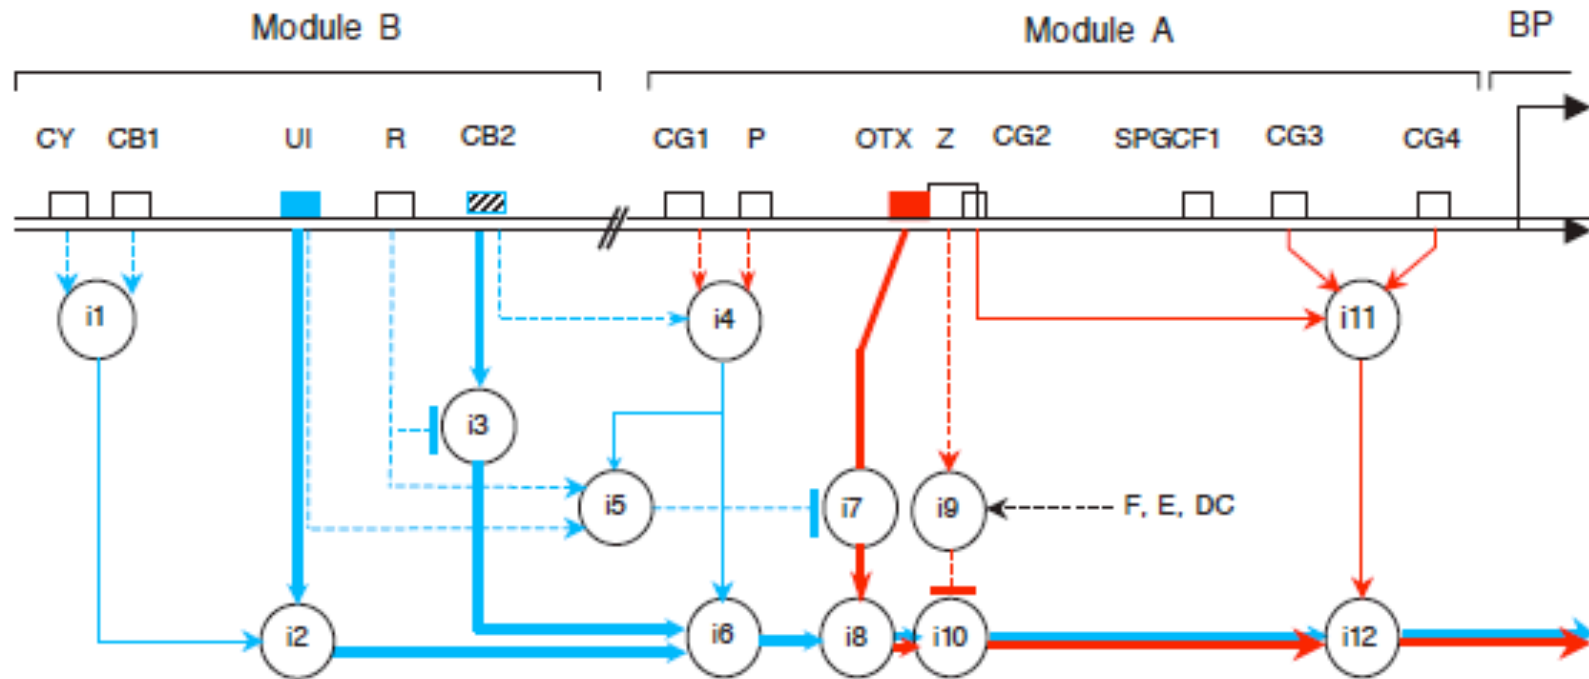 Module B Module A BP
CY CB1 UI R CB2 CG1 P OTX Z CG2 SPGCF1 CG3 CG4
i1 i4 i11
i3
i5 i7 i9 F, E, DC
i2 i6 i8 i10 i12